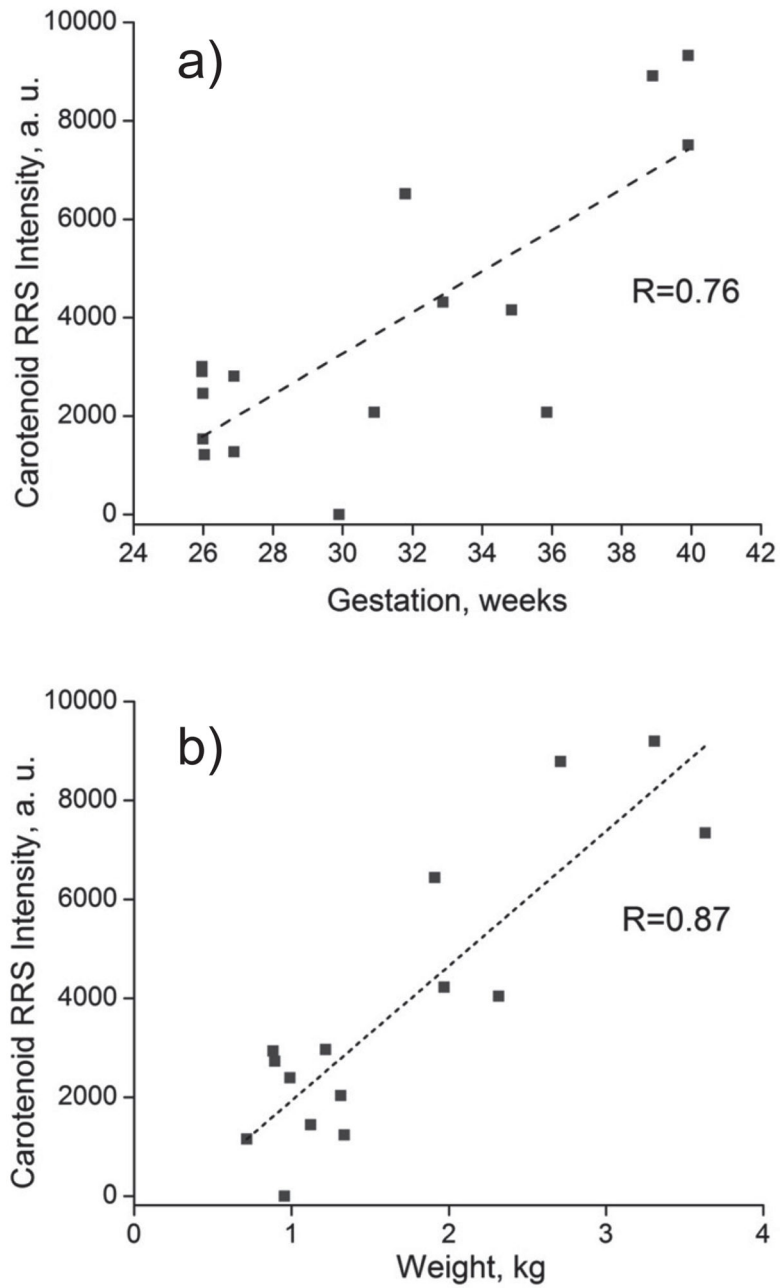 a)
Carotenoid RRS Intensity, a. u.
10000
8000
6000
4000
2000
0
R=0.76
24 26 28 30 32 34 36 38 40 42
Gestation, weeks
b)
Carotenoid RRS Intensity, a. u.
10000
8000
6000
4000
2000
0
R=0.87
0 1 2 3 4
Weight, kg